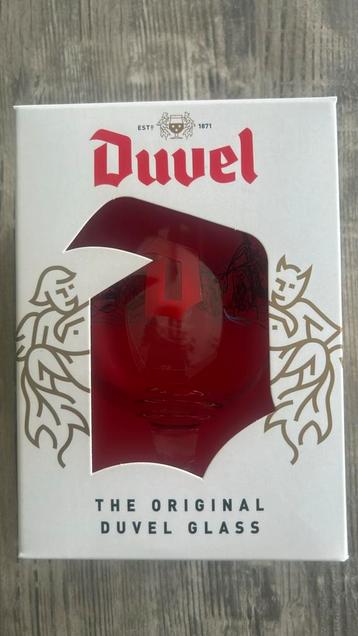 ESTD 1871
Duvel
THE ORIGINAL
DUVEL GLASS